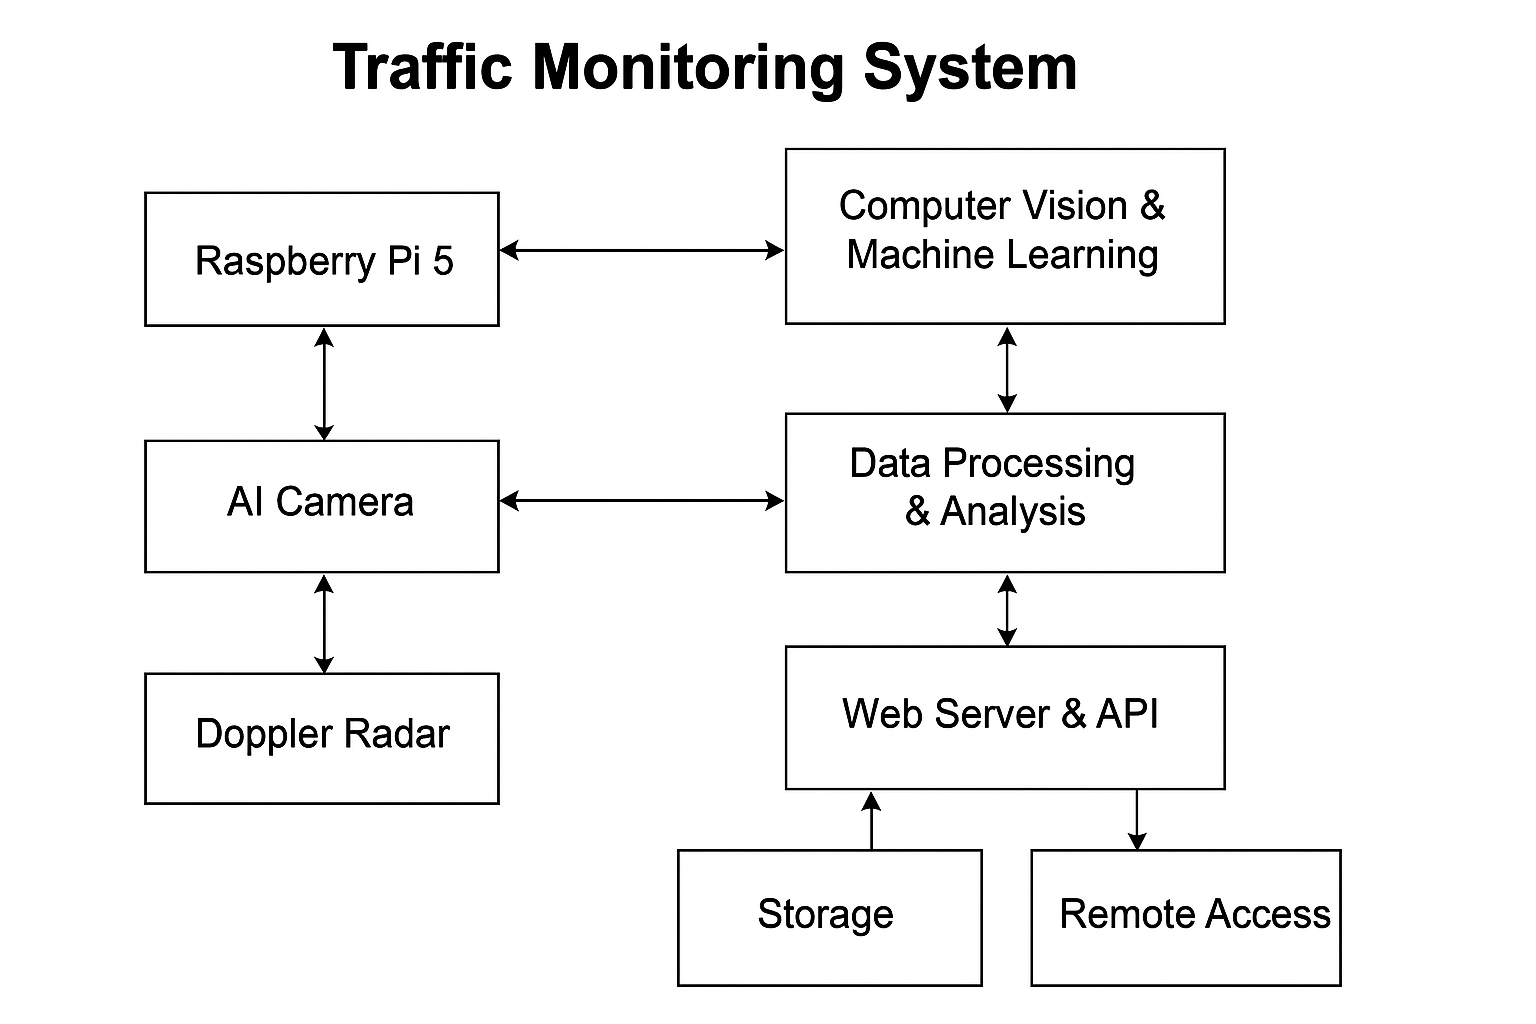 Traffic Monitoring System
Raspberry Pi 5
Computer Vision &
Machine Learning
AI Camera
Data Processing
& Analysis
Doppler Radar
Web Server & API
Storage
Remote Access